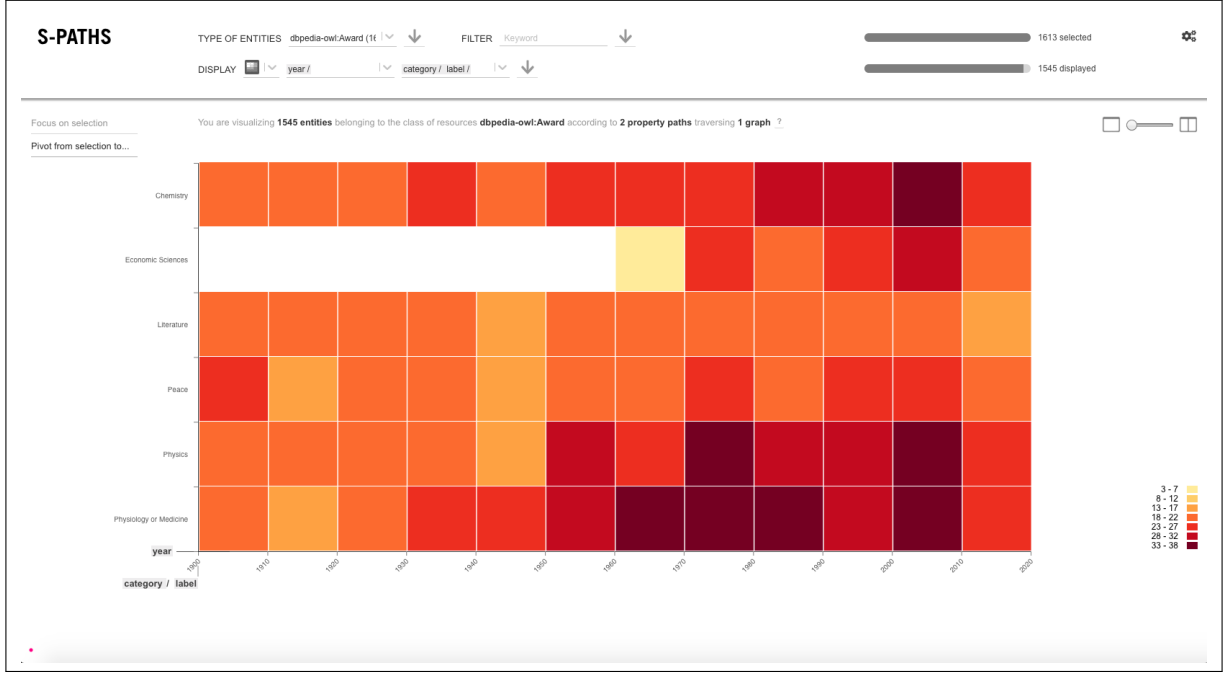 S-PATHS
TYPE OF ENTITIES dbpedia-owl:Award (1 FILTER Keyword 1613 selected
DISPLAY year / category / label / 1545 displayed
Focus on selection
You are visualizing 1545 entities belonging to the class of resources dbpedia-owl:Award according to 2 property paths traversing 1 graph ?
Pivot from selection to...
Chemistry
Economic Sciences
Literature
Peace
Physics
Physiology or Medicine
3 - 7
8 - 12
13 - 17
18 - 22
23 - 27
28 - 32
33 - 38
year
1900 1910 1920 1930 1940 1950 1960 1970 1980 1990 2000 2010 2020
category / label